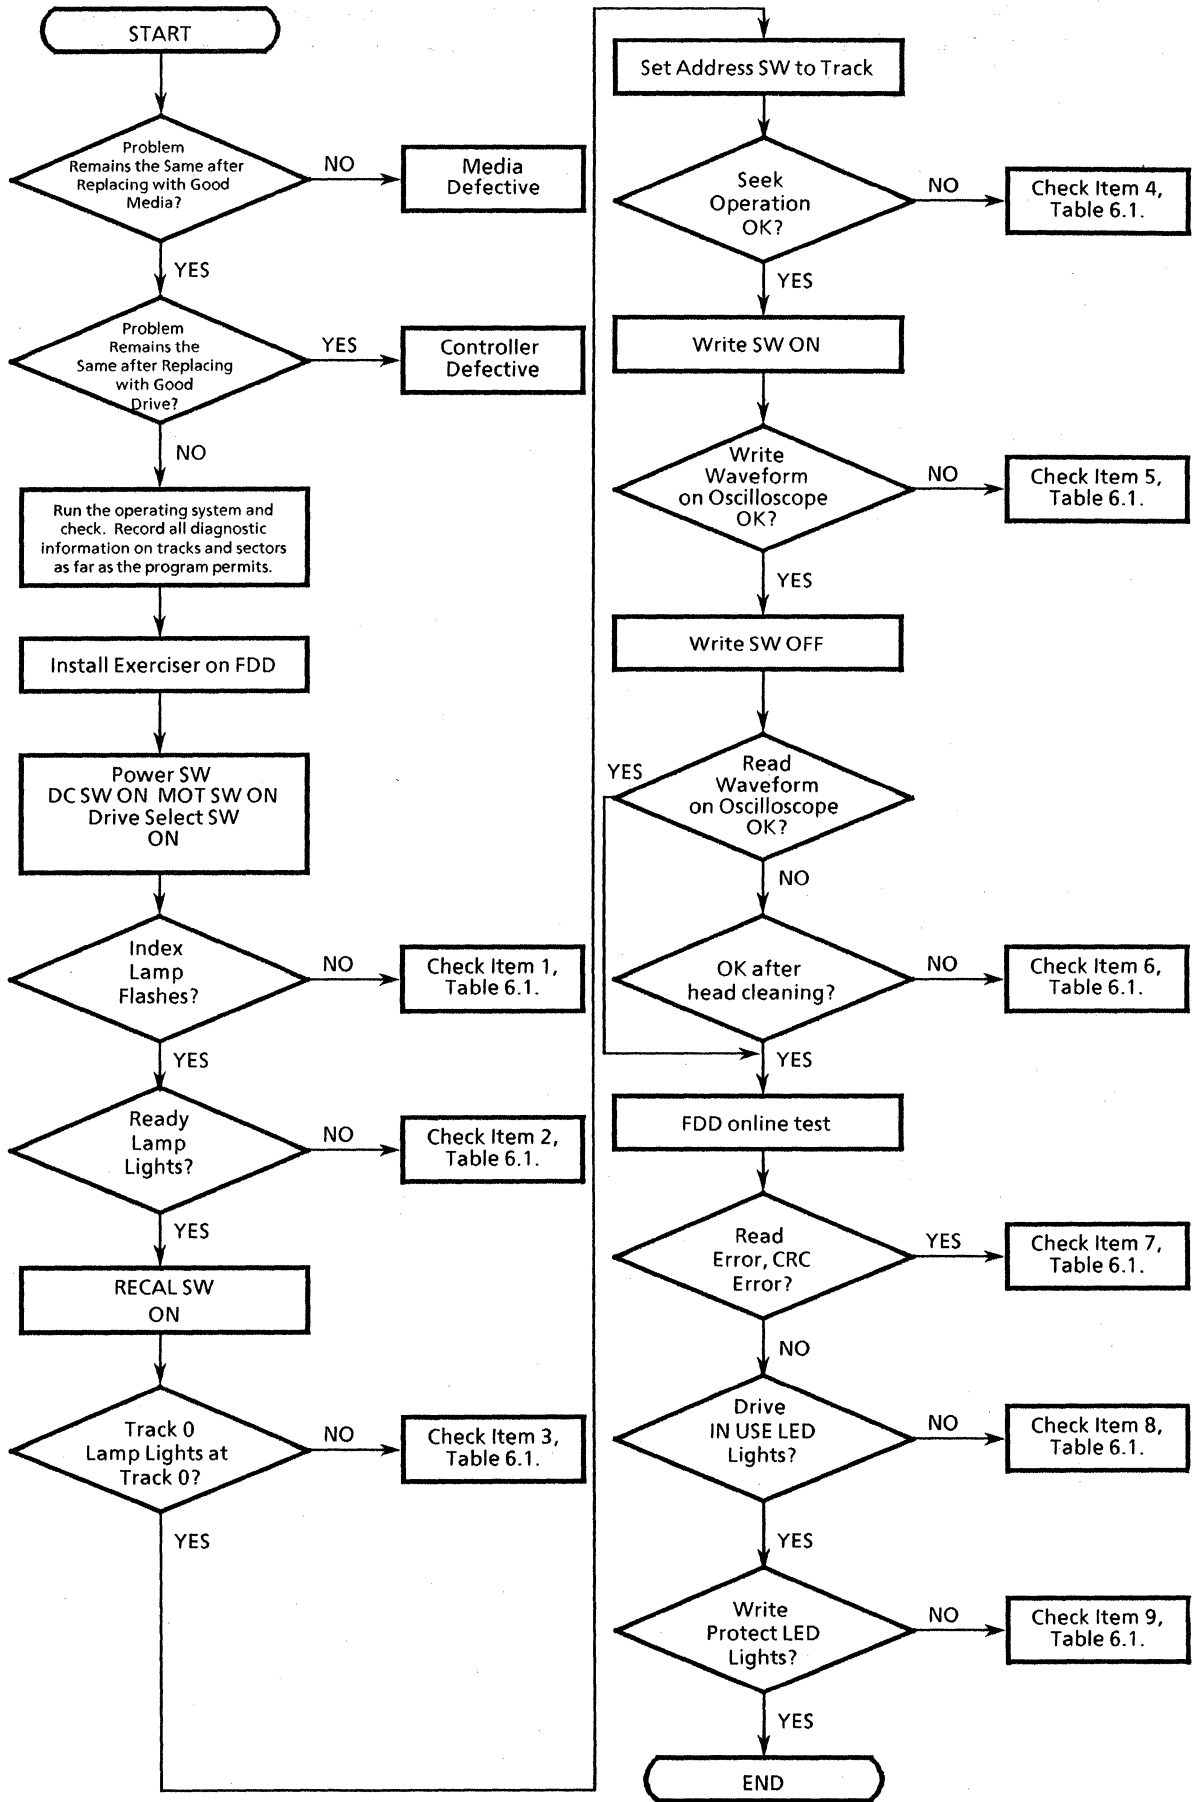 START
Problem
Remains the Same after
Replacing with Good
Media?
NO
Media
Defective
YES
Problem
Remains the
Same after Replacing
with Good
Drive?
YES
Controller
Defective
NO
Run the operating system and
check. Record all diagnostic
information on tracks and sectors
as far as the program permits.
Install Exerciser on FDD
Power SW
DC SW ON MOT SW ON
Drive Select SW
ON
Index
Lamp
Flashes?
NO
Check Item 1,
Table 6.1.
YES
Ready
Lamp
Lights?
NO
Check Item 2,
Table 6.1.
YES
RECAL SW
ON
Track 0
Lamp Lights at
Track 0?
NO
Check Item 3,
Table 6.1.
YES
Set Address SW to Track
Seek
Operation
OK?
NO
Check Item 4,
Table 6.1.
YES
Write SW ON
Write
Waveform
on Oscilloscope
OK?
NO
Check Item 5,
Table 6.1.
YES
Write SW OFF
Read
Waveform
on Oscilloscope
OK?
YES
NO
OK after
head cleaning?
NO
Check Item 6,
Table 6.1.
YES
FDD online test
Read
Error, CRC
Error?
YES
Check Item 7,
Table 6.1.
NO
Drive
IN USE LED
Lights?
NO
Check Item 8,
Table 6.1.
YES
Write
Protect LED
Lights?
NO
Check Item 9,
Table 6.1.
YES
END